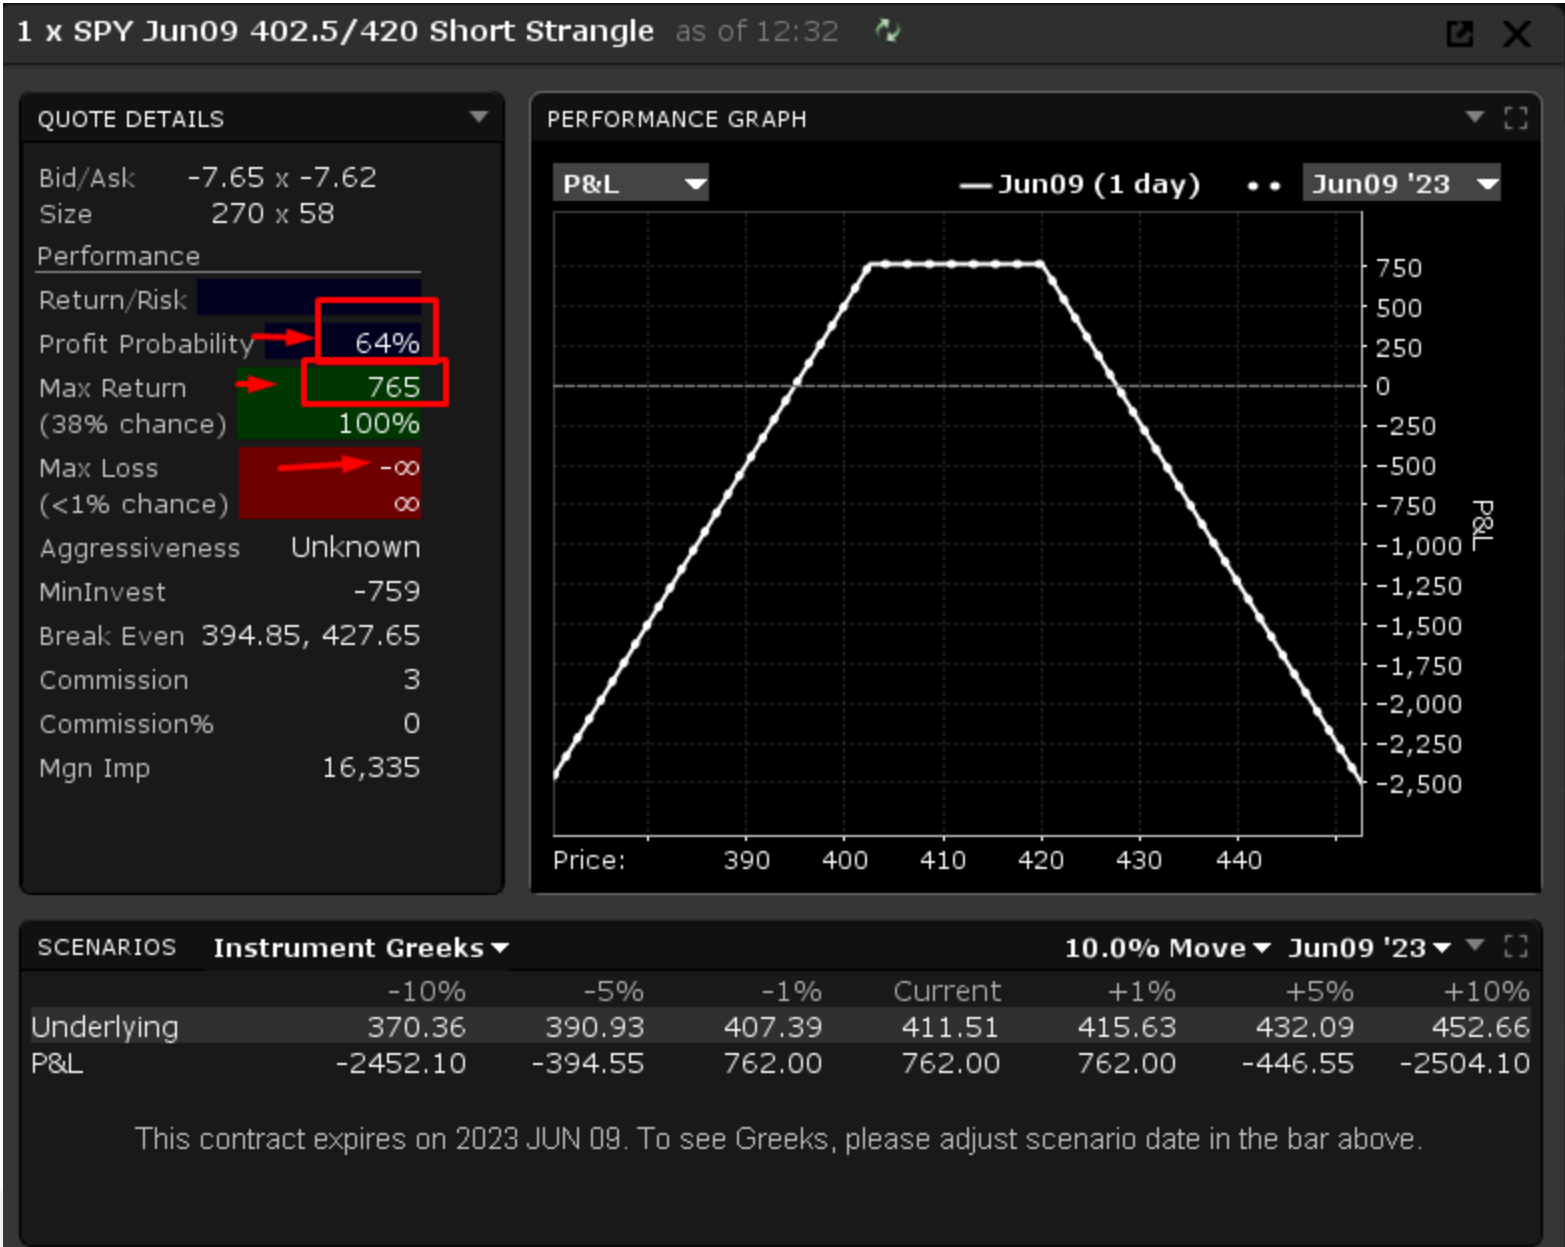 1 x SPY Jun09 402.5/420 Short Strangle as of 12:32
QUOTE DETAILS
Bid/Ask -7.65 x -7.62
Size 270 x 58
Performance
Return/Risk
Profit Probability 64%
Max Return 765
(38% chance) 100%
Max Loss -∞
(<1% chance) ∞
Aggressiveness Unknown
MinInvest -759
Break Even 394.85, 427.65
Commission 3
Commission% 0
Mgn Imp 16,335
PERFORMANCE GRAPH
P&L Jun09 (1 day) Jun09 '23
750
500
250
0
-250
-500
-750
-1,000
-1,250
-1,500
-1,750
-2,000
-2,250
-2,500
P&L
Price: 390 400 410 420 430 440
SCENARIOS Instrument Greeks 10.0% Move Jun09 '23
-10% -5% -1% Current +1% +5% +10%
Underlying 370.36 390.93 407.39 411.51 415.63 432.09 452.66
P&L -2452.10 -394.55 762.00 762.00 762.00 -446.55 -2504.10
This contract expires on 2023 JUN 09. To see Greeks, please adjust scenario date in the bar above.